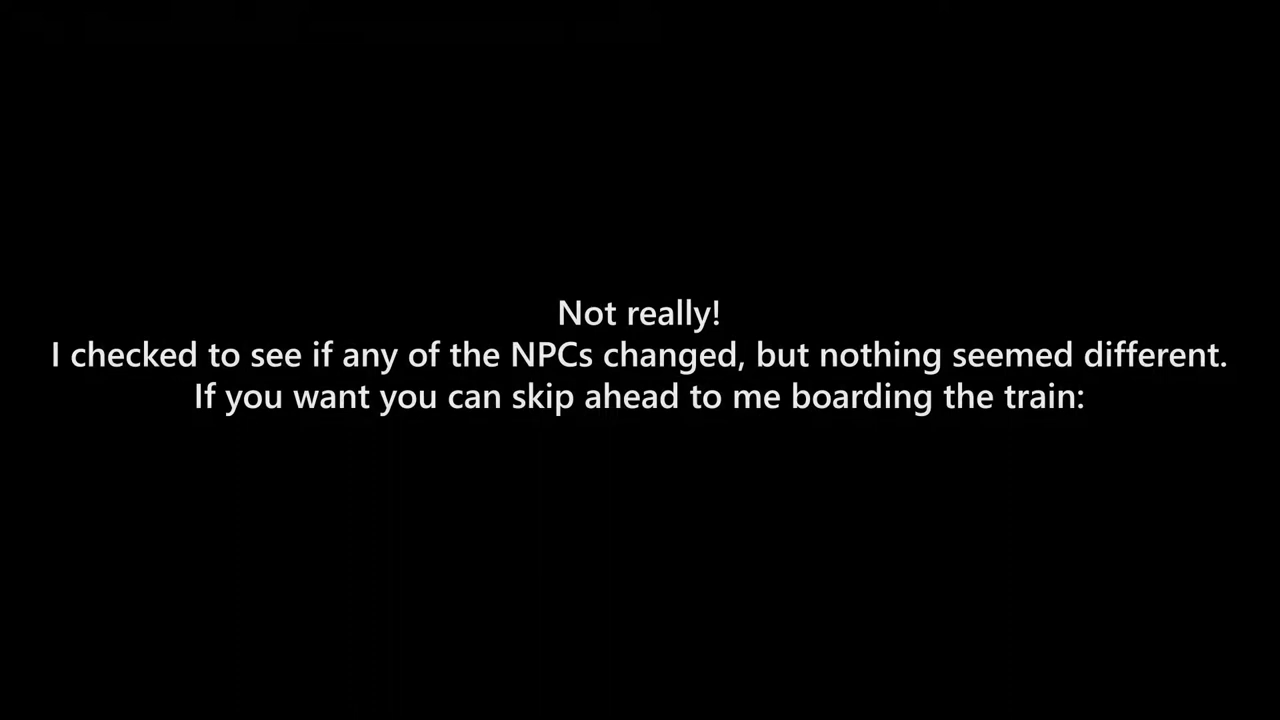 Not really!
I checked to see if any of the NPCs changed, but nothing seemed different.
If you want you can skip ahead to me boarding the train: